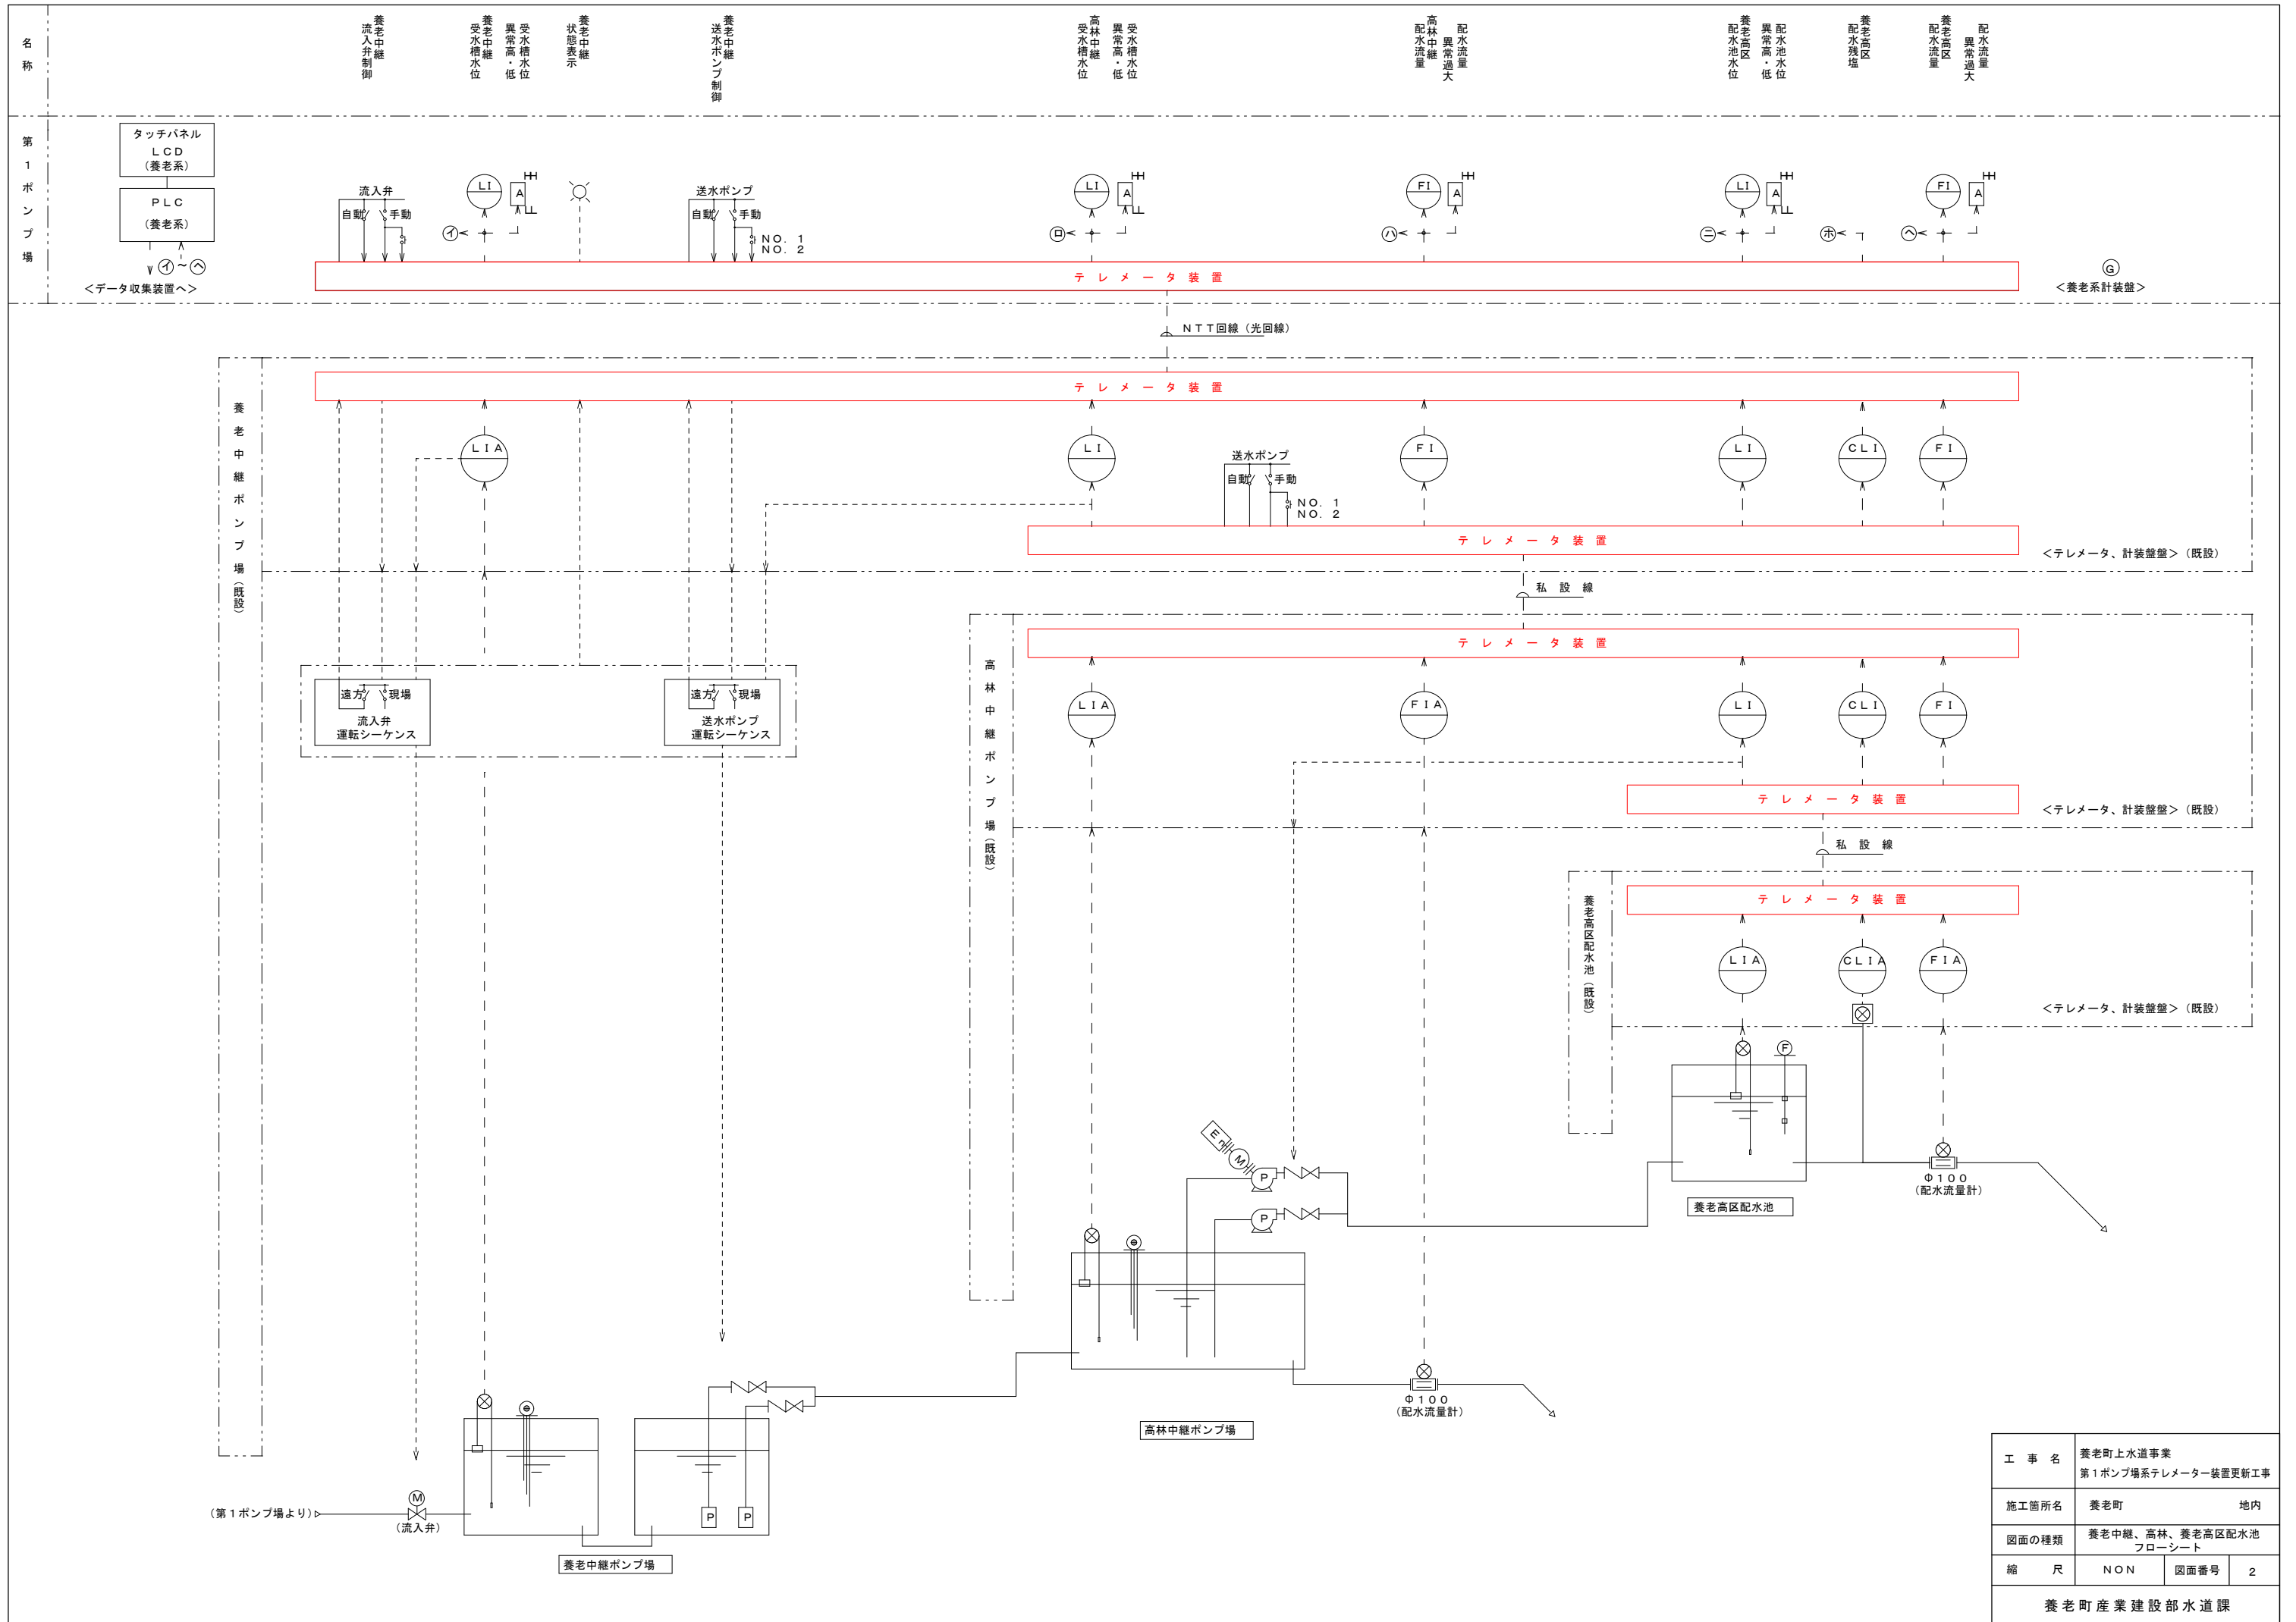 名称
養老中継
流入弁制御
養老中継
受水槽水位
受水槽水位
異常高・低
養老中継
状態表示
養老中継
送水ポンプ制御
高林中継
受水槽水位
受水槽水位
異常高・低
高林中継
配水流量
配水流量
異常過大
養老高区
配水池水位
配水池水位
異常高・低
養老高区
配水残塩
養老高区
配水流量
配水流量
異常過大
第1ポンプ場
タッチパネル
LCD
(養老系)
PLC
(養老系)
イ~ヘ
<データ収集装置へ>
流入弁
自動 手動
LI A HH LL
イ
送水ポンプ
自動 手動
NO. 1
NO. 2
LI A HH LL
ロ
FI A HH
ハ
LI A HH LL
ニ
ホ
FI A HH
ヘ
テレメータ装置
G
<養老系計装盤>
NTT回線(光回線)
養老中継ポンプ場(既設)
テレメータ装置
LIA
LI
送水ポンプ
自動 手動
NO. 1
NO. 2
FI
LI
CLI
FI
テレメータ装置
<テレメータ、計装盤盤>(既設)
私設線
高林中継ポンプ場(既設)
テレメータ装置
遠方 現場
流入弁
運転シーケンス
遠方 現場
送水ポンプ
運転シーケンス
LIA
FIA
LI
CLI
FI
テレメータ装置
<テレメータ、計装盤盤>(既設)
私設線
養老高区配水池(既設)
テレメータ装置
LIA
CLIA
FIA
<テレメータ、計装盤盤>(既設)
F
En
M
P
P
Φ100
(配水流量計)
養老高区配水池
Φ100
(配水流量計)
高林中継ポンプ場
(第1ポンプ場より)
M
(流入弁)
P
P
養老中継ポンプ場
工事名 養老町上水道事業
第1ポンプ場系テレメーター装置更新工事
施工箇所名 養老町 地内
図面の種類 養老中継、高林、養老高区配水池
フローシート
縮尺 NON 図面番号 2
養老町産業建設部水道課